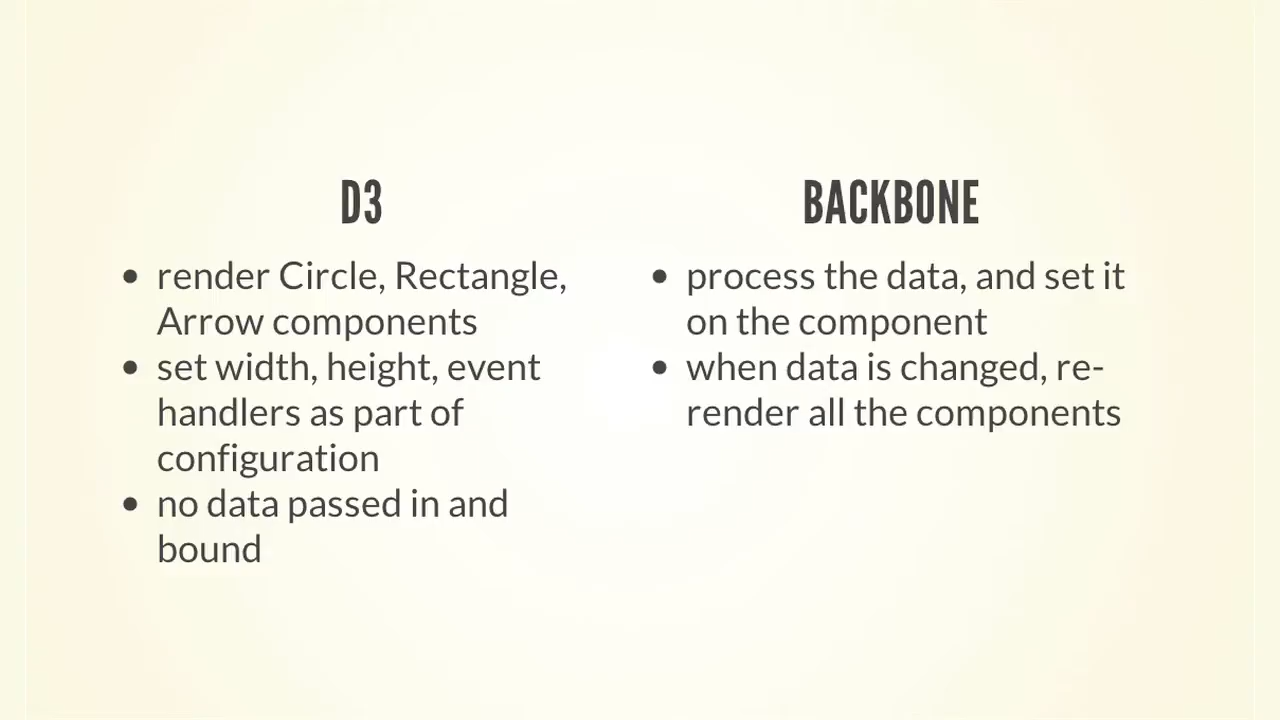 D3
render Circle, Rectangle,
Arrow components
set width, height, event
handlers as part of
configuration
no data passed in and
bound
BACKBONE
process the data, and set it
on the component
when data is changed, re-
render all the components